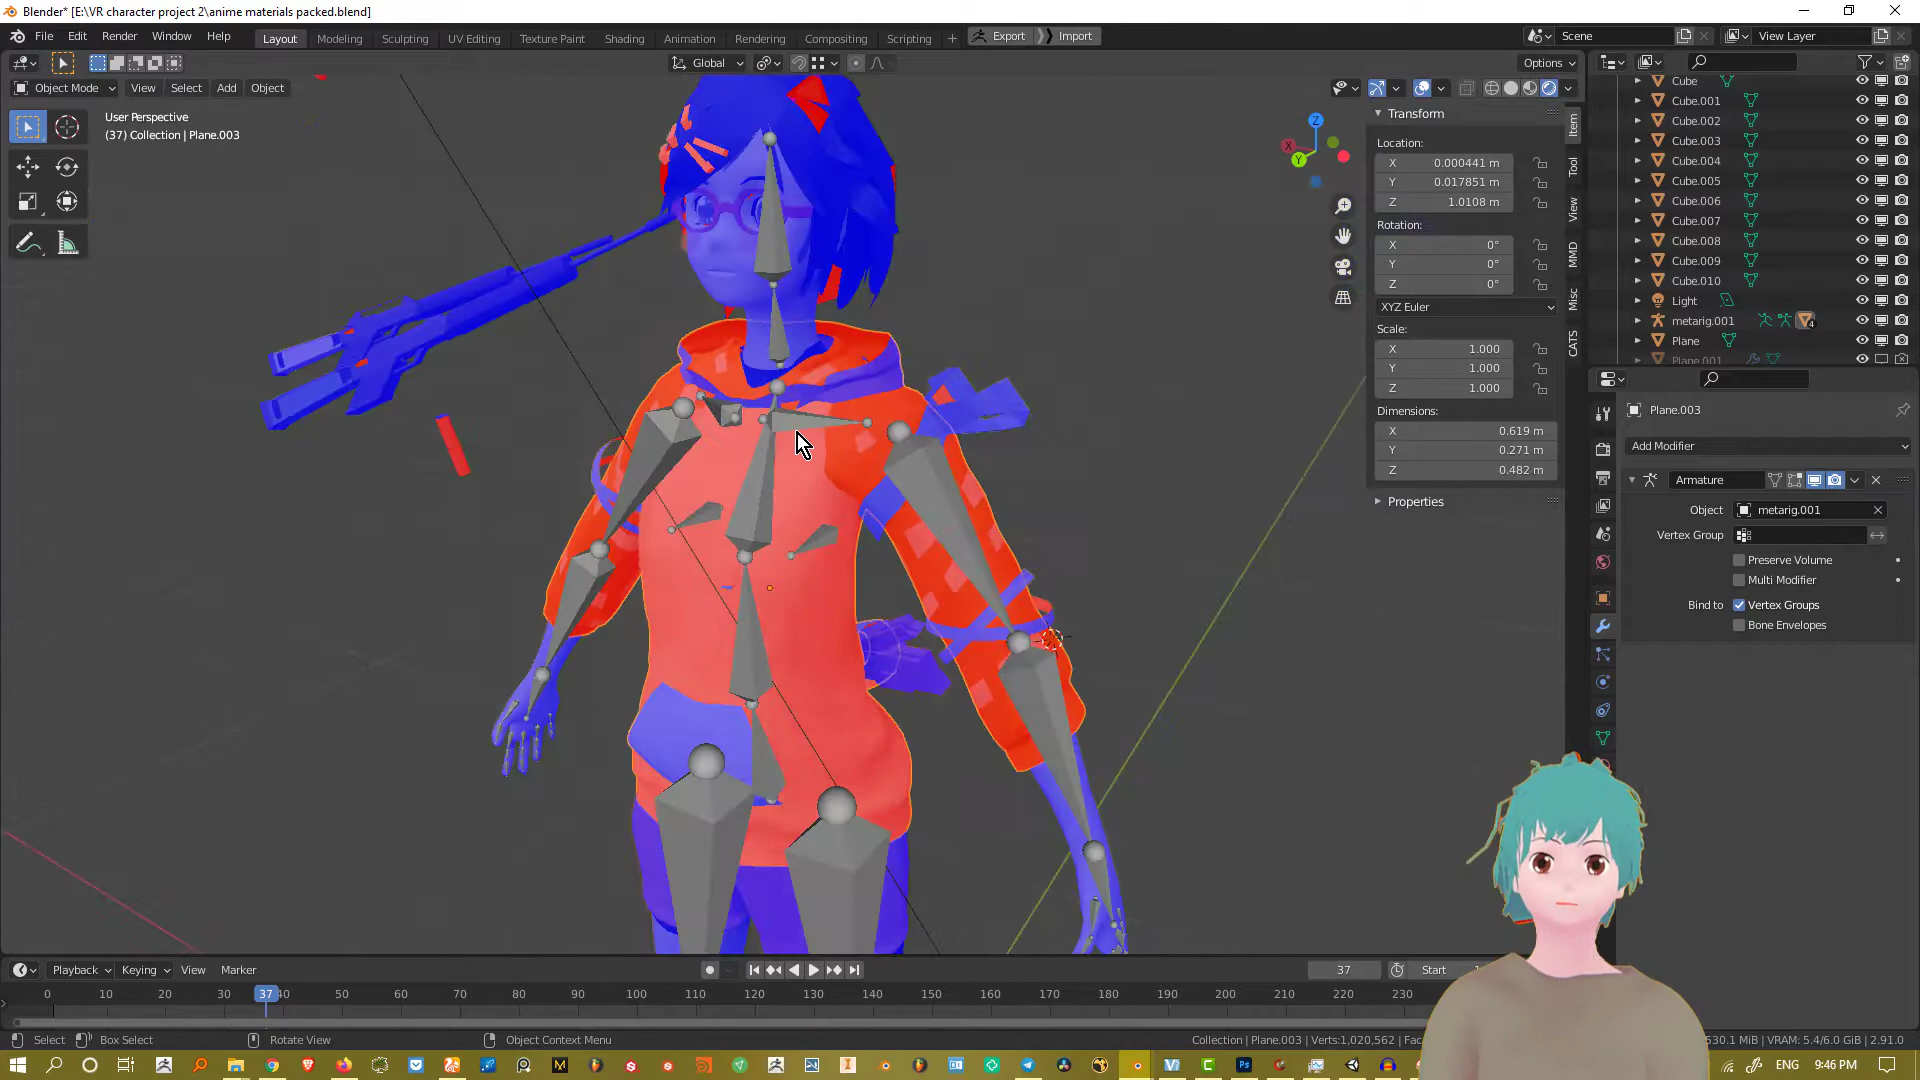 Blender* [E:\VR character project 2\anime materials packed.blend]
File Edit Render Window Help
Layout Modeling Sculpting UV Editing Texture Paint Shading Animation Rendering Compositing Scripting + Export Import
Scene View Layer
Global Options
Object Mode View Select Add Object
User Perspective
(37) Collection | Plane.003
Z
X
Y
Transform
Location:
X 0.000441 m
Y 0.017851 m
Z 1.0108 m
Rotation:
X 0°
Y 0°
Z 0°
XYZ Euler
Scale:
X 1.000
Y 1.000
Z 1.000
Dimensions:
X 0.619 m
Y 0.271 m
Z 0.482 m
Properties
Item
Tool
View
MMD
Misc
CATS
Cube
Cube.001
Cube.002
Cube.003
Cube.004
Cube.005
Cube.006
Cube.007
Cube.008
Cube.009
Cube.010
Light
metarig.001 4
Plane
Plane.001
Plane.003
Add Modifier
Armature
Object metarig.001
Vertex Group
Preserve Volume
Multi Modifier
Bind to Vertex Groups
Bone Envelopes
Playback Keying View Marker
37 Start
0 10 20 30 37 40 50 60 70 80 90 100 110 120 130 140 150 160 170 180 190 200 210 220 230
Select Box Select Rotate View Object Context Menu
Collection | Plane.003 | Verts:1,020,562 | 530.1 MiB | VRAM: 5.4/6.0 GiB | 2.91.0
ENG 9:46 PM